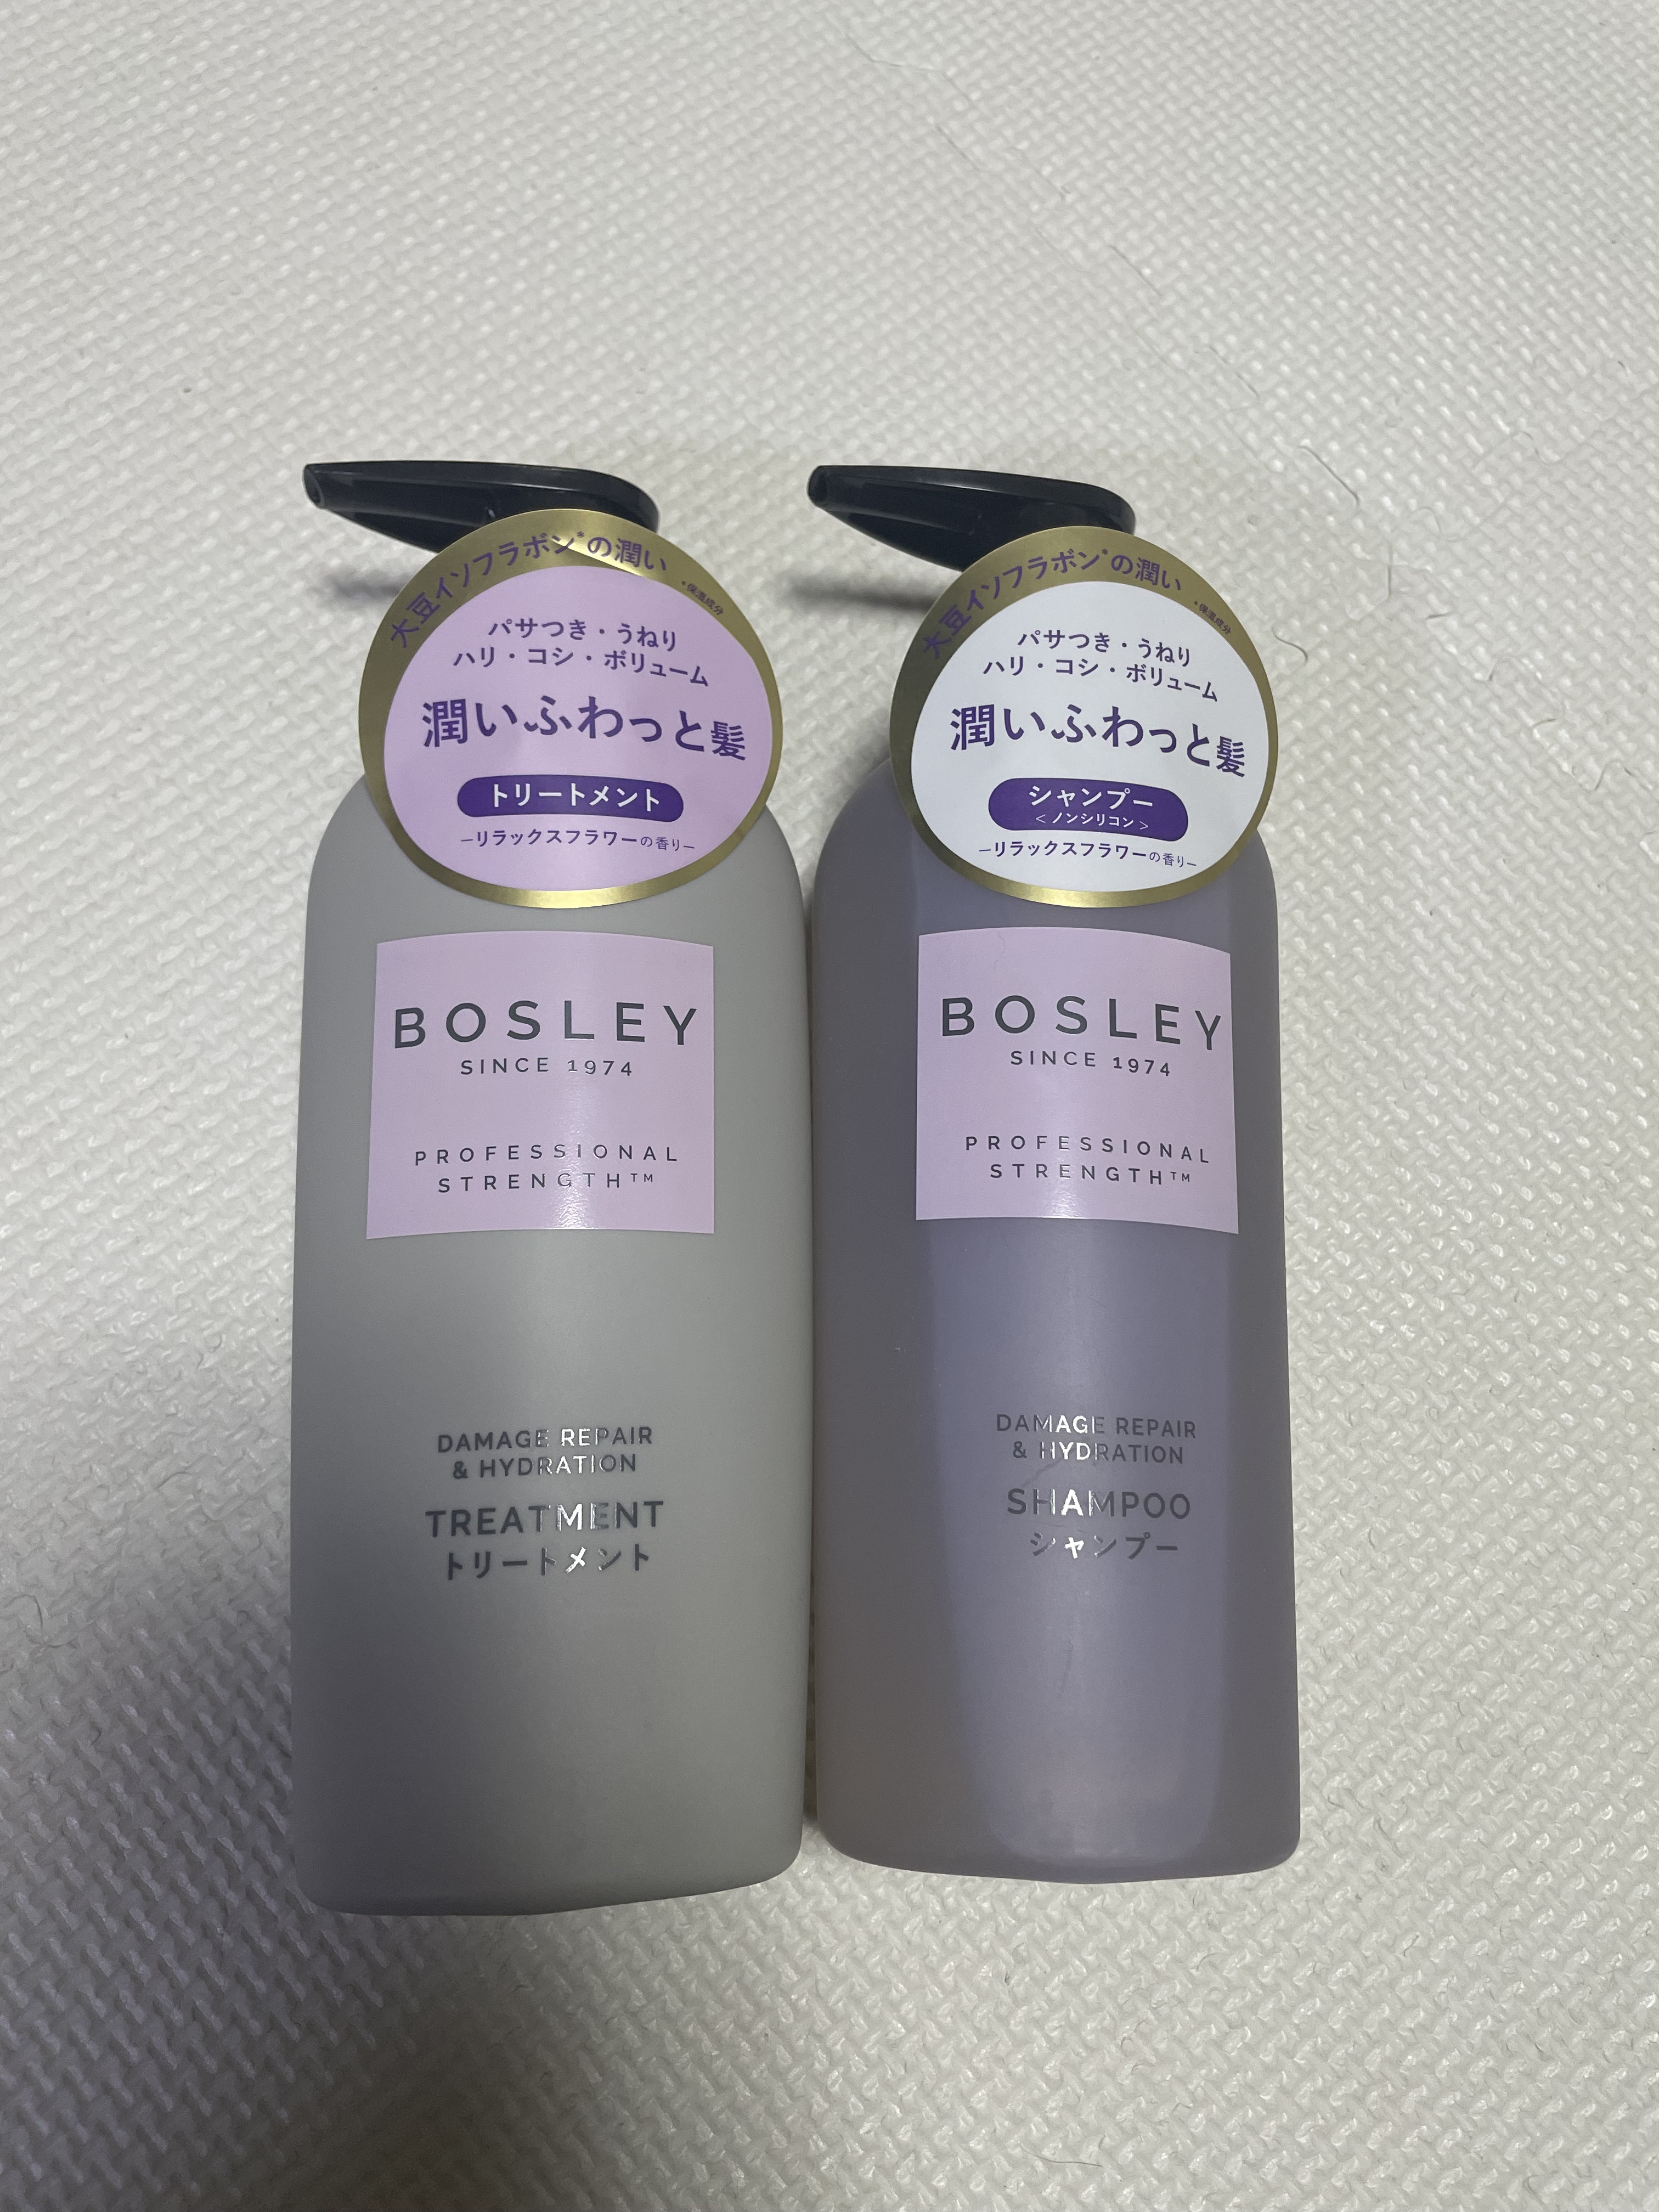 大豆イソフラボン*の潤い
*保湿成分
パサつき・うねり
ハリ・コシ・ボリューム
潤いふわっと髪
トリートメント
—リラックスフラワーの香り—
BOSLEY
SINCE 1974
PROFESSIONAL
STRENGTH™
DAMAGE REPAIR
& HYDRATION
TREATMENT
トリートメント
大豆イソフラボン*の潤い
*保湿成分
パサつき・うねり
ハリ・コシ・ボリューム
潤いふわっと髪
シャンプー
<ノンシリコン>
—リラックスフラワーの香り—
BOSLEY
SINCE 1974
PROFESSIONAL
STRENGTH™
DAMAGE REPAIR
& HYDRATION
SHAMPOO
シャンプー